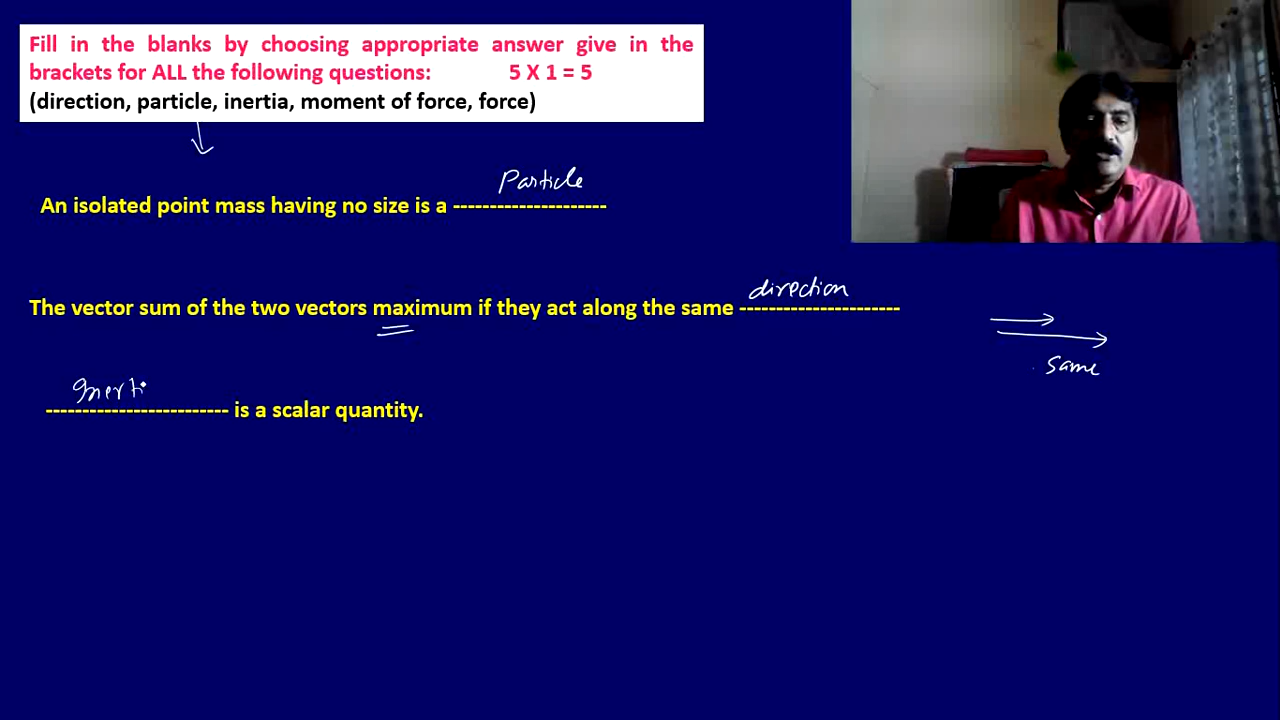 Fill in the blanks by choosing appropriate answer give in the
brackets for ALL the following questions: 5 X 1 = 5
(direction, particle, inertia, moment of force, force)
Particle
An isolated point mass having no size is a ---------------------
direction
The vector sum of the two vectors maximum if they act along the same ----------------------
Same
Inerti
------------------------- is a scalar quantity.